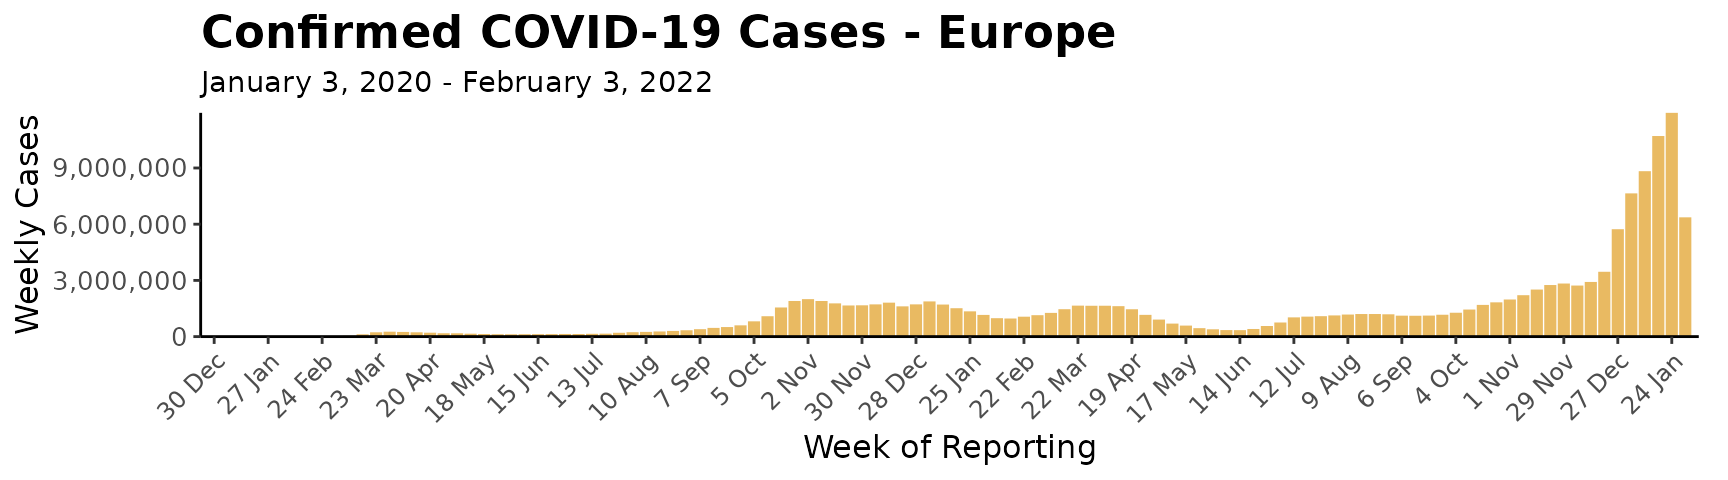 Confirmed COVID-19 Cases - Europe
January 3, 2020 - February 3, 2022
Weekly Cases
9,000,000
6,000,000
3,000,000
0
30 Dec
27 Jan
24 Feb
23 Mar
20 Apr
18 May
15 Jun
13 Jul
10 Aug
7 Sep
5 Oct
2 Nov
30 Nov
28 Dec
25 Jan
22 Feb
22 Mar
19 Apr
17 May
14 Jun
12 Jul
9 Aug
6 Sep
4 Oct
1 Nov
29 Nov
27 Dec
24 Jan
Week of Reporting